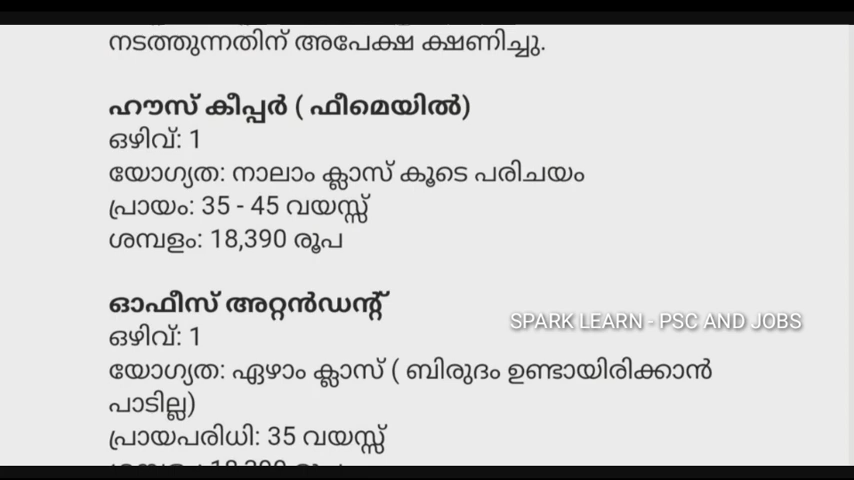 നടത്തുന്നതിന് അപേക്ഷ ക്ഷണിച്ചു.
ഹൗസ് കീപ്പർ ( ഫീമെയിൽ)
ഒഴിവ്: 1
യോഗ്യത: നാലാം ക്ലാസ് കൂടെ പരിചയം
പ്രായം: 35 - 45 വയസ്സ്
ശമ്പളം: 18,390 രൂപ
ഓഫീസ് അറ്റൻഡന്റ്
SPARK LEARN - PSC AND JOBS
ഒഴിവ്: 1
യോഗ്യത: ഏഴാം ക്ലാസ് ( ബിരുദം ഉണ്ടായിരിക്കാൻ
പാടില്ല)
പ്രായപരിധി: 35 വയസ്സ്